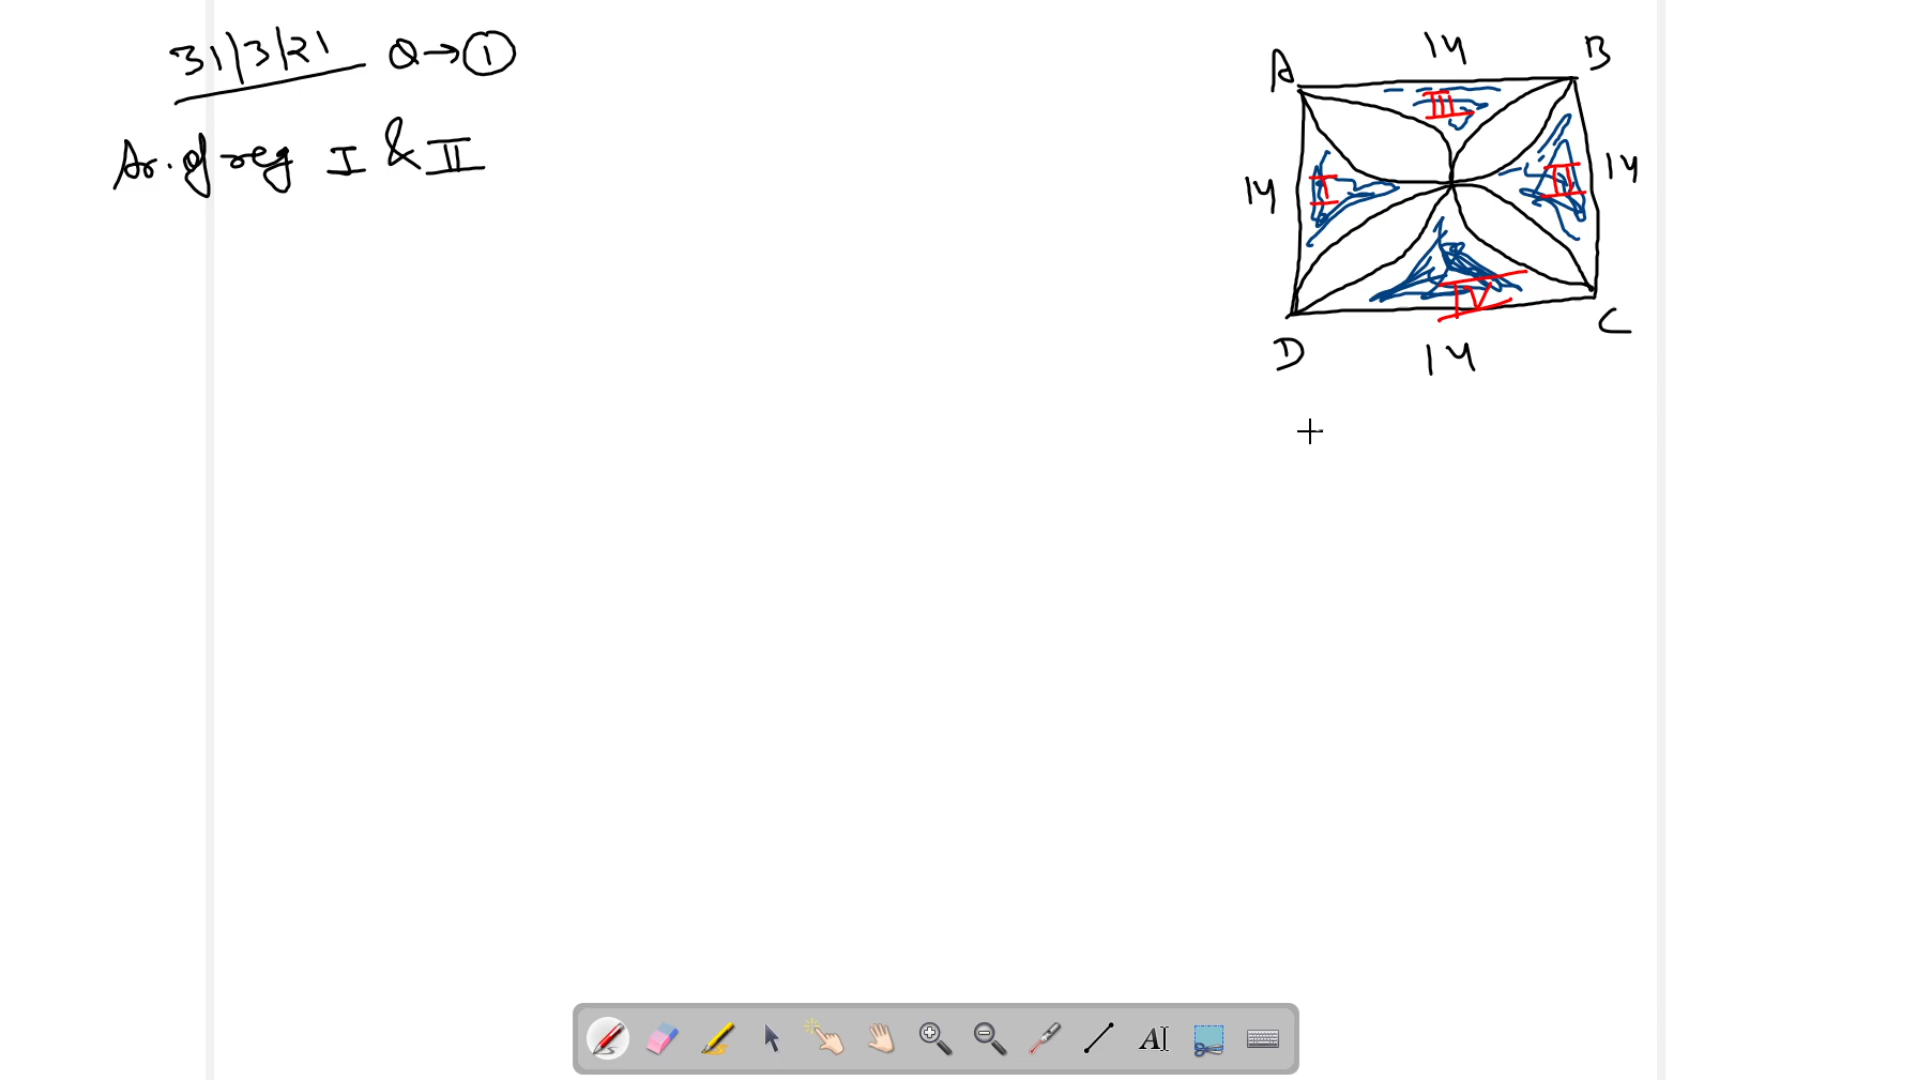 31/3/21 Q→①
Ar. of reg I & II
A 14 B
III
14 I II 14
IV
D 14 C